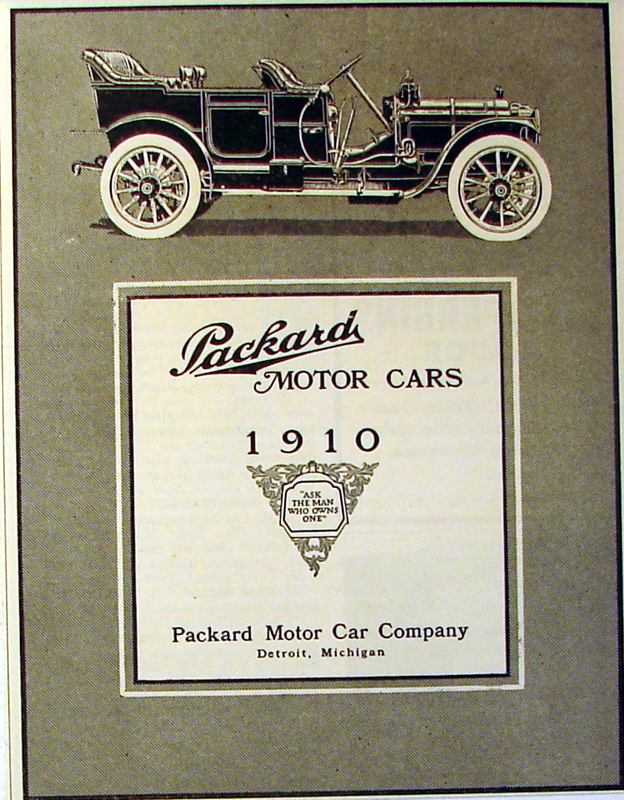 Packard
MOTOR CARS
1910
"ASK
THE MAN
WHO OWNS
ONE"
Packard Motor Car Company
Detroit, Michigan